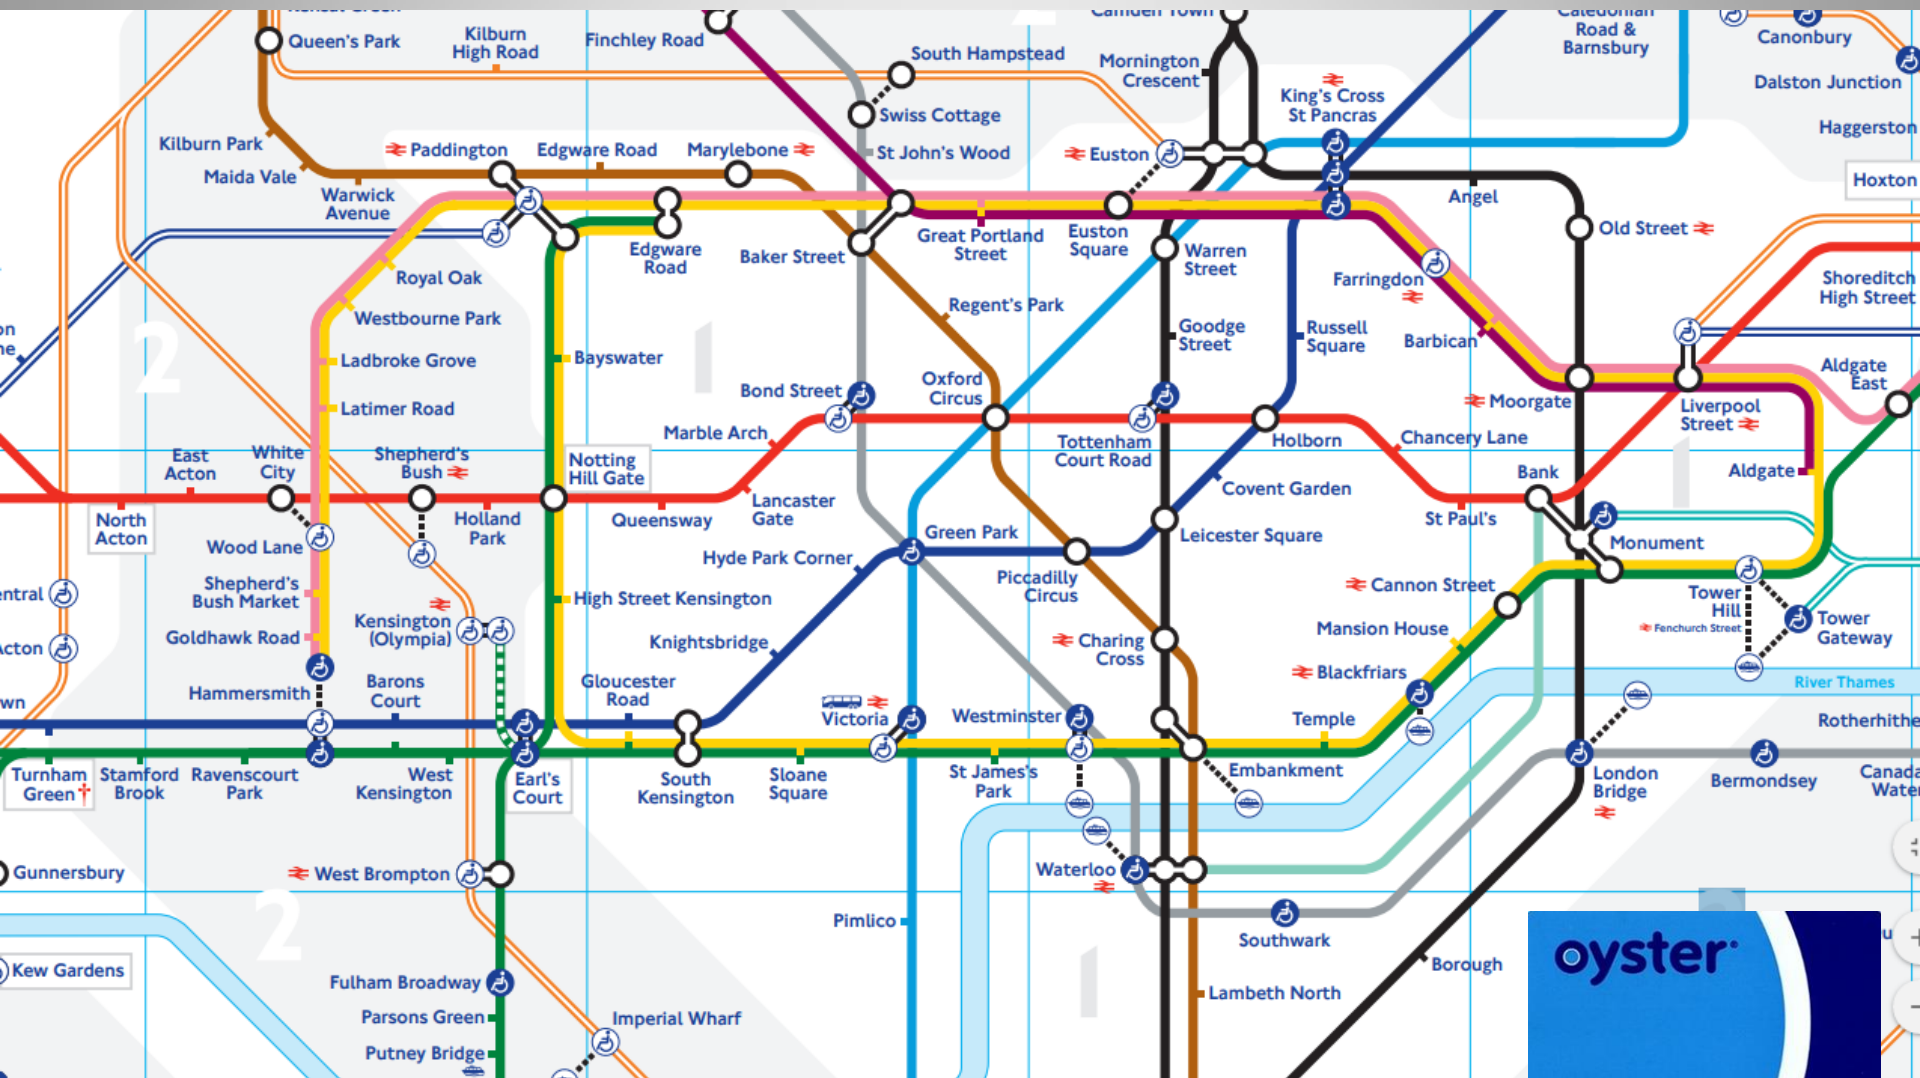 Queen's Park
Kilburn
High Road
Finchley Road
South Hampstead
Camden Town
Mornington
Crescent
King's Cross
St Pancras
Caledonian
Road &
Barnsbury
Canonbury
Dalston Junction
Haggerston
Hoxton
Swiss Cottage
St John's Wood
Kilburn Park
Maida Vale
Warwick
Avenue
Paddington
Edgware Road
Marylebone
Euston
Angel
Old Street
Edgware
Road
Baker Street
Great Portland
Street
Euston
Square
Warren
Street
Farringdon
Shoreditch
High Street
Royal Oak
Westbourne Park
Regent's Park
Goodge
Street
Russell
Square
Barbican
2
1
Ladbroke Grove
Bayswater
Latimer Road
Bond Street
Oxford
Circus
Moorgate
Liverpool
Street
Aldgate
East
Marble Arch
Tottenham
Court Road
Holborn
Chancery Lane
East
Acton
White
City
Shepherd's
Bush
Notting
Hill Gate
Bank
1
Aldgate
North
Acton
Holland
Park
Queensway
Lancaster
Gate
Covent Garden
St Paul's
Wood Lane
Hyde Park Corner
Green Park
Leicester Square
Monument
Shepherd's
Bush Market
Kensington
(Olympia)
High Street Kensington
Piccadilly
Circus
Cannon Street
Tower
Hill
Fenchurch Street
Tower
Gateway
entral
Goldhawk Road
Knightsbridge
Charing
Cross
Mansion House
Acton
Hammersmith
Barons
Court
Gloucester
Road
Blackfriars
River Thames
wn
Victoria
Westminster
Temple
Rotherhithe
Turnham
Green†
Stamford
Brook
Ravenscourt
Park
West
Kensington
Earl's
Court
South
Kensington
Sloane
Square
St James's
Park
Embankment
London
Bridge
Bermondsey
Canada
Water
Gunnersbury
West Brompton
Waterloo
2
Pimlico
Southwark
Borough
Kew Gardens
Fulham Broadway
1
Lambeth North
Parsons Green
Imperial Wharf
Putney Bridge
oyster